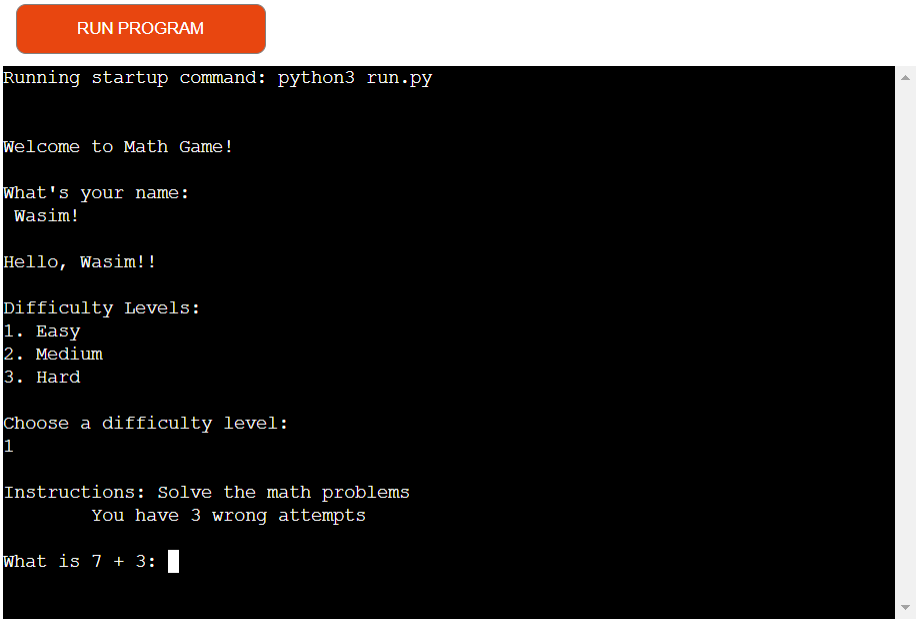 RUN PROGRAM
Running startup command: python3 run.py
Welcome to Math Game!
What's your name:
Wasim!
Hello, Wasim!!
Difficulty Levels:
1. Easy
2. Medium
3. Hard
Choose a difficulty level:
1
Instructions: Solve the math problems
You have 3 wrong attempts
What is 7 + 3: